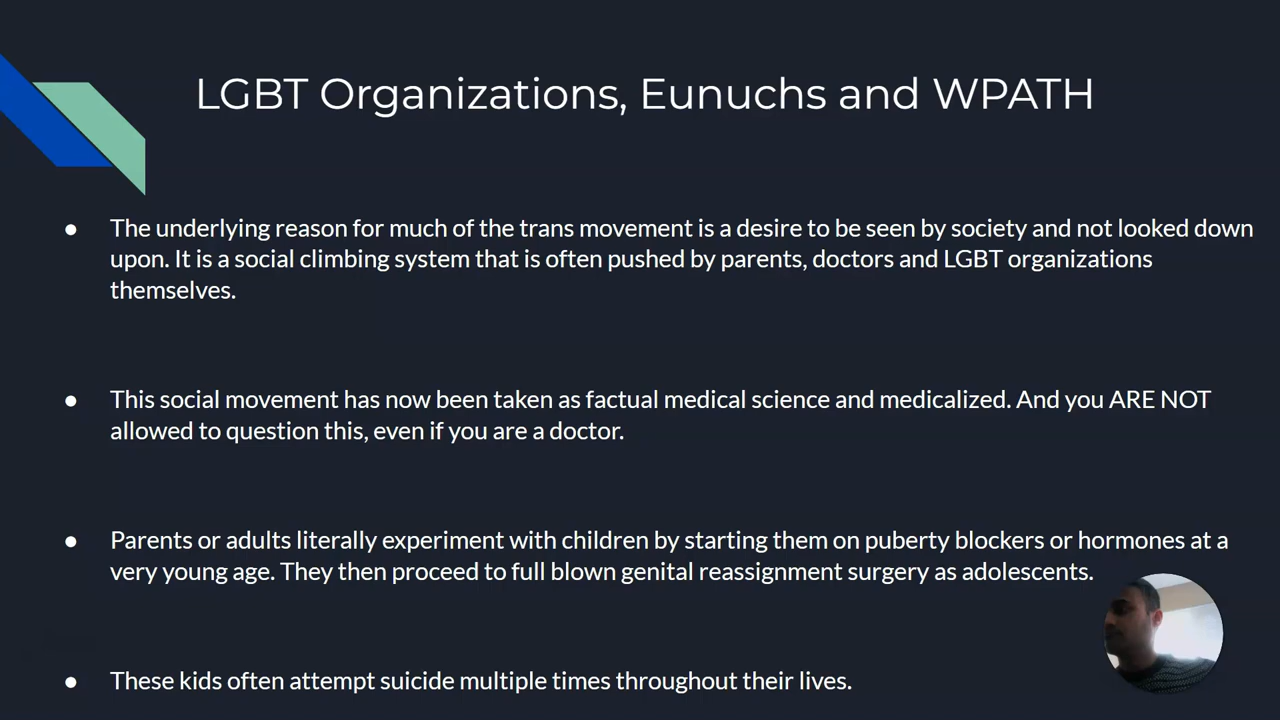 LGBT Organizations, Eunuchs and WPATH
● The underlying reason for much of the trans movement is a desire to be seen by society and not looked down
upon. It is a social climbing system that is often pushed by parents, doctors and LGBT organizations
themselves.
● This social movement has now been taken as factual medical science and medicalized. And you ARE NOT
allowed to question this, even if you are a doctor.
● Parents or adults literally experiment with children by starting them on puberty blockers or hormones at a
very young age. They then proceed to full blown genital reassignment surgery as adolescents.
● These kids often attempt suicide multiple times throughout their lives.